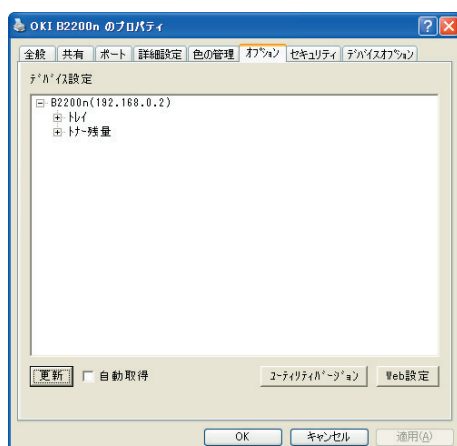 OKI B2200n のプロパティ
全般 共有 ポート 詳細設定 色の管理 ｵﾌﾟｼｮﾝ セキュリティ ﾃﾞﾊﾞｲｽｵﾌﾟｼｮﾝ
ﾃﾞﾊﾞｲｽ設定
B2200n(192.168.0.2)
ﾄﾚｲ
ﾄﾅｰ残量
更新 自動取得 ﾕｰﾃｨﾘﾃｨﾊﾞｰｼﾞｮﾝ Web設定
OK キャンセル 適用(A)